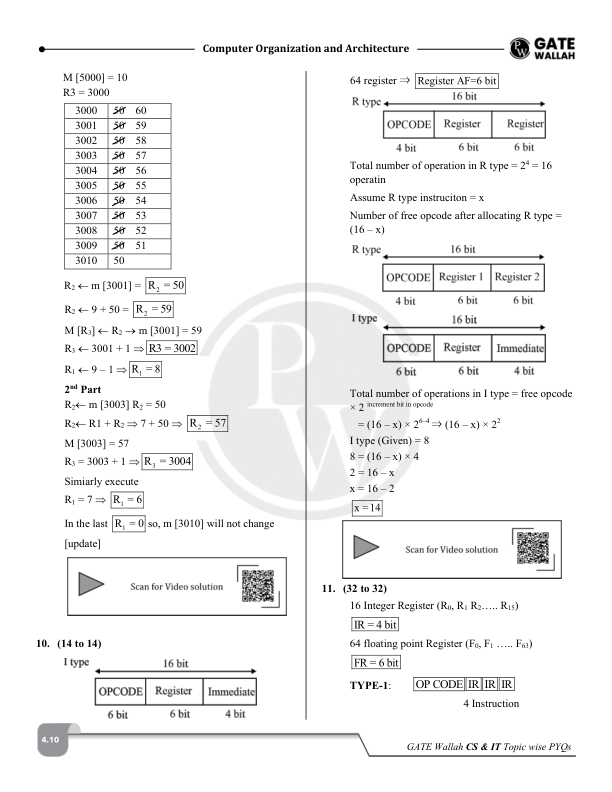 Computer Organization and Architecture
GATE
WALLAH
M [5000] = 10
R3 = 3000
3000 50 60
3001 50 59
3002 50 58
3003 50 57
3004 50 56
3005 50 55
3006 50 54
3007 50 53
3008 50 52
3009 50 51
3010 50
R₂ ← m [3001] = R₂ = 50
R₂ ← 9 + 50 = R₂ = 59
M [R₃] ← R₂ → m [3001] = 59
R₃ ← 3001 + 1 ⇒ R3 = 3002
R₁ ← 9 – 1 ⇒ R₁ = 8
2nd Part
R₂← m [3003] R₂ = 50
R₂← R1 + R₂ ⇒ 7 + 50 ⇒ R₂ = 57
M [3003] = 57
R₃ = 3003 + 1 ⇒ R₃ = 3004
Simiarly execute
R₁ = 7 ⇒ R₁ = 6
In the last R₁ = 0 so, m [3010] will not change
[update]
Scan for Video solution
10. (14 to 14)
I type 16 bit
OPCODE Register Immediate
6 bit 6 bit 4 bit
64 register ⇒ Register AF=6 bit
R type 16 bit
OPCODE Register Register
4 bit 6 bit 6 bit
Total number of operation in R type = 2⁴ = 16
operatin
Assume R type instruciton = x
Number of free opcode after allocating R type =
(16 – x)
R type 16 bit
OPCODE Register 1 Register 2
4 bit 6 bit 6 bit
I type 16 bit
OPCODE Register Immediate
6 bit 6 bit 4 bit
Total number of operations in I type = free opcode
× 2 increment bit in opcode
= (16 – x) × 2⁶⁻⁴ ⇒ (16 – x) × 2²
I type (Given) = 8
8 = (16 – x) × 4
2 = 16 – x
x = 16 – 2
x = 14
Scan for Video solution
11. (32 to 32)
16 Integer Register (R₀, R₁ R₂….. R₁₅)
IR = 4 bit
64 floating point Register (F₀, F₁ ….. F₆₃)
FR = 6 bit
TYPE-1: OP CODE IR IR IR
4 Instruction
4.10
GATE Wallah CS & IT Topic wise PYQs